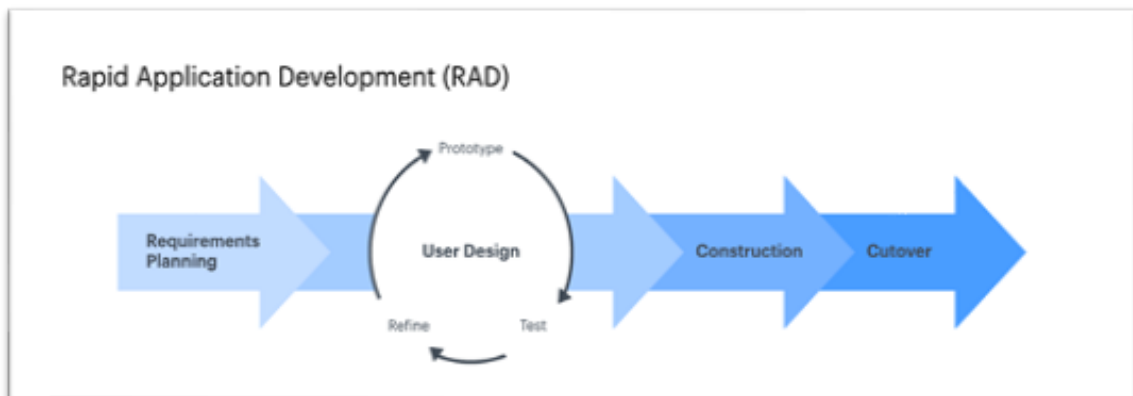 Rapid Application Development (RAD)
Prototype
Requirements
Planning
User Design
Construction
Cutover
Refine
Test